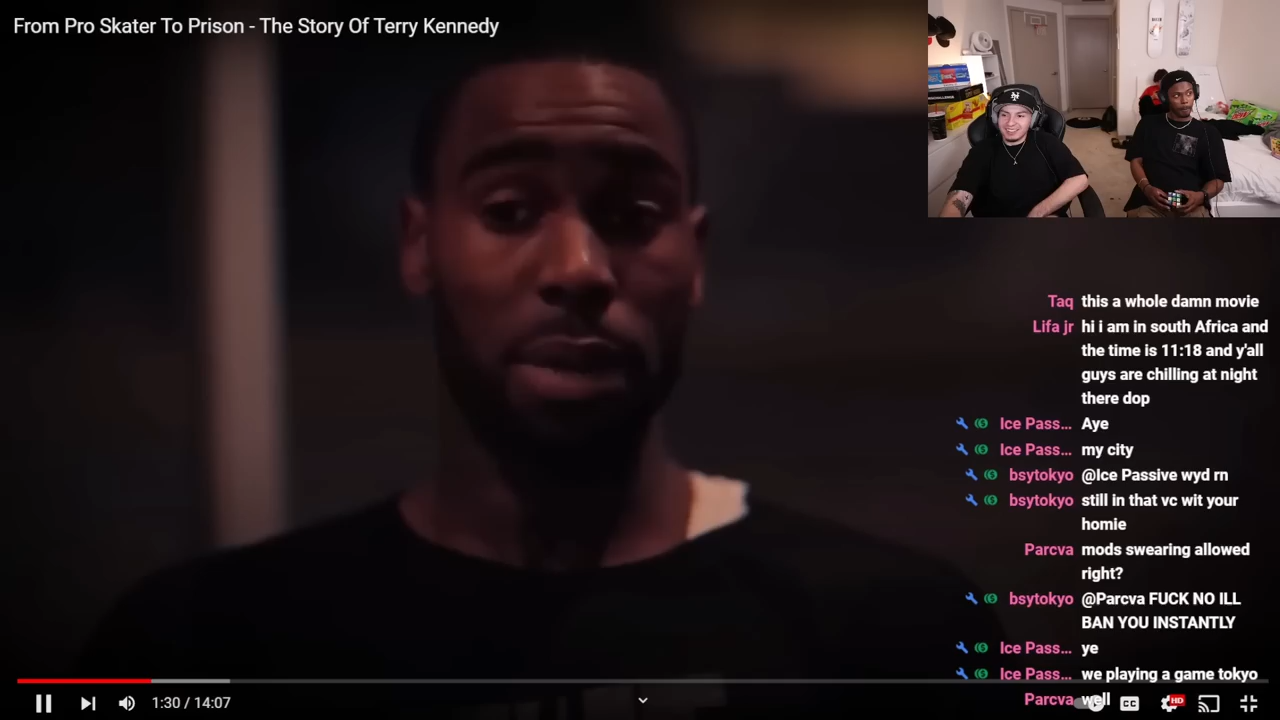 From Pro Skater To Prison - The Story Of Terry Kennedy
Taq this a whole damn movie
Lifa jr hi i am in south Africa and
the time is 11:18 and y'all
guys are chilling at night
there dop
Ice Pass... Aye
Ice Pass... my city
bsytokyo @Ice Passive wyd rn
bsytokyo still in that vc wit your
homie
Parcva mods swearing allowed
right?
bsytokyo @Parcva FUCK NO ILL
BAN YOU INSTANTLY
Ice Pass... ye
Ice Pass... we playing a game tokyo
Parcva well
1:30 / 14:07
CC
HD